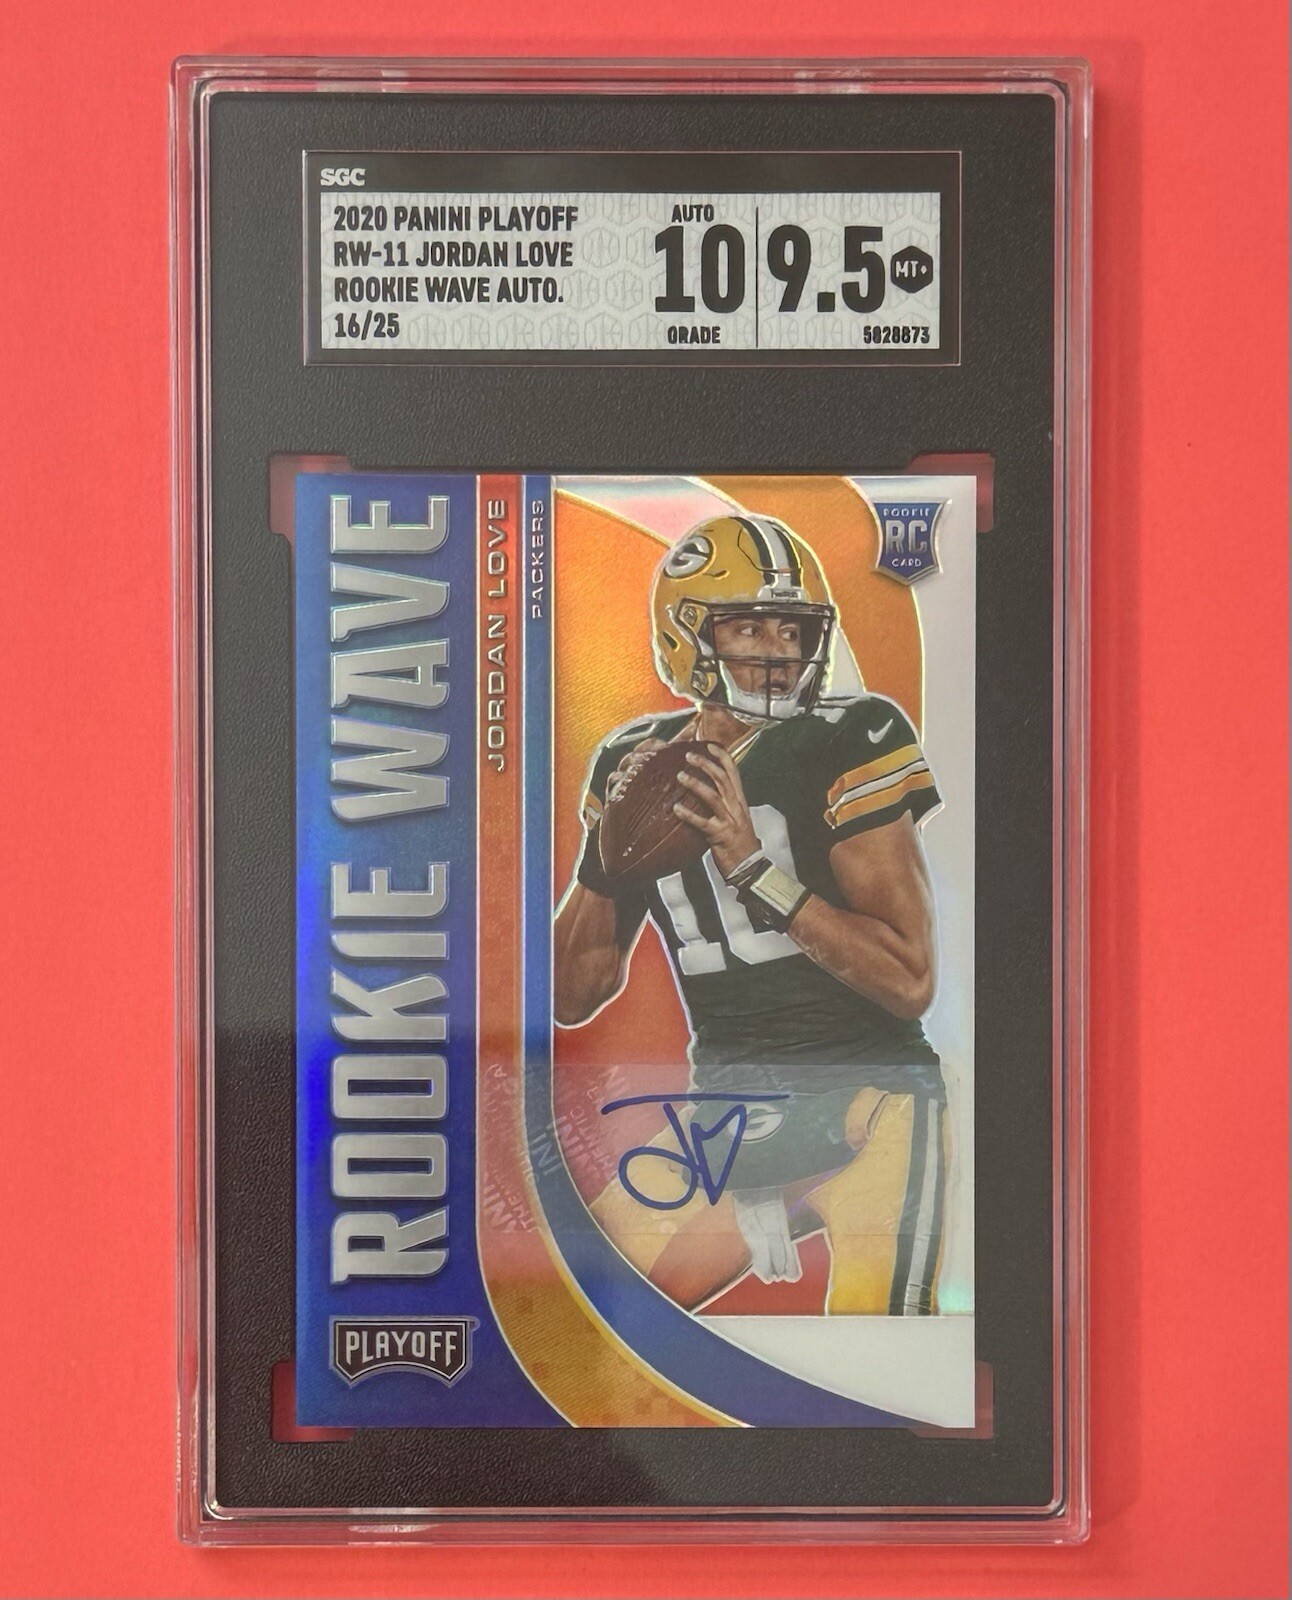 SGC
2020 PANINI PLAYOFF
RW-11 JORDAN LOVE
ROOKIE WAVE AUTO.
16/25
AUTO
10
GRADE
9.5
MT+
5828873
ROOKIE WAVE
JORDAN LOVE
PACKERS
ROOKIE
RC
CARD
G
10
G
PLAYOFF